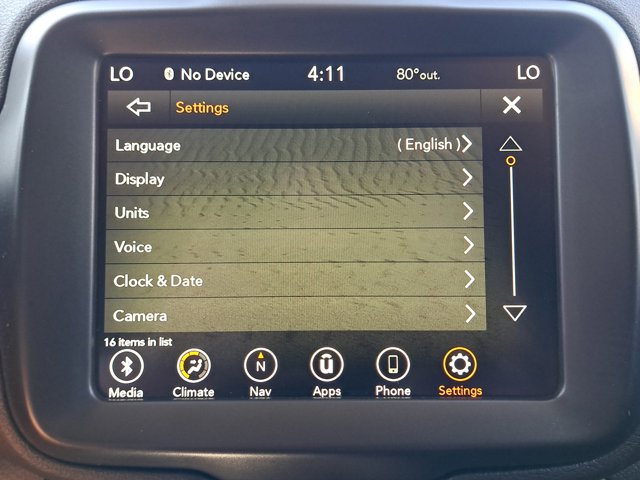 LO No Device 4:11 80°out. LO
Settings
Language ( English )
Display
Units
Voice
Clock & Date
Camera
16 items in list
N
Media Climate Nav Apps Phone Settings